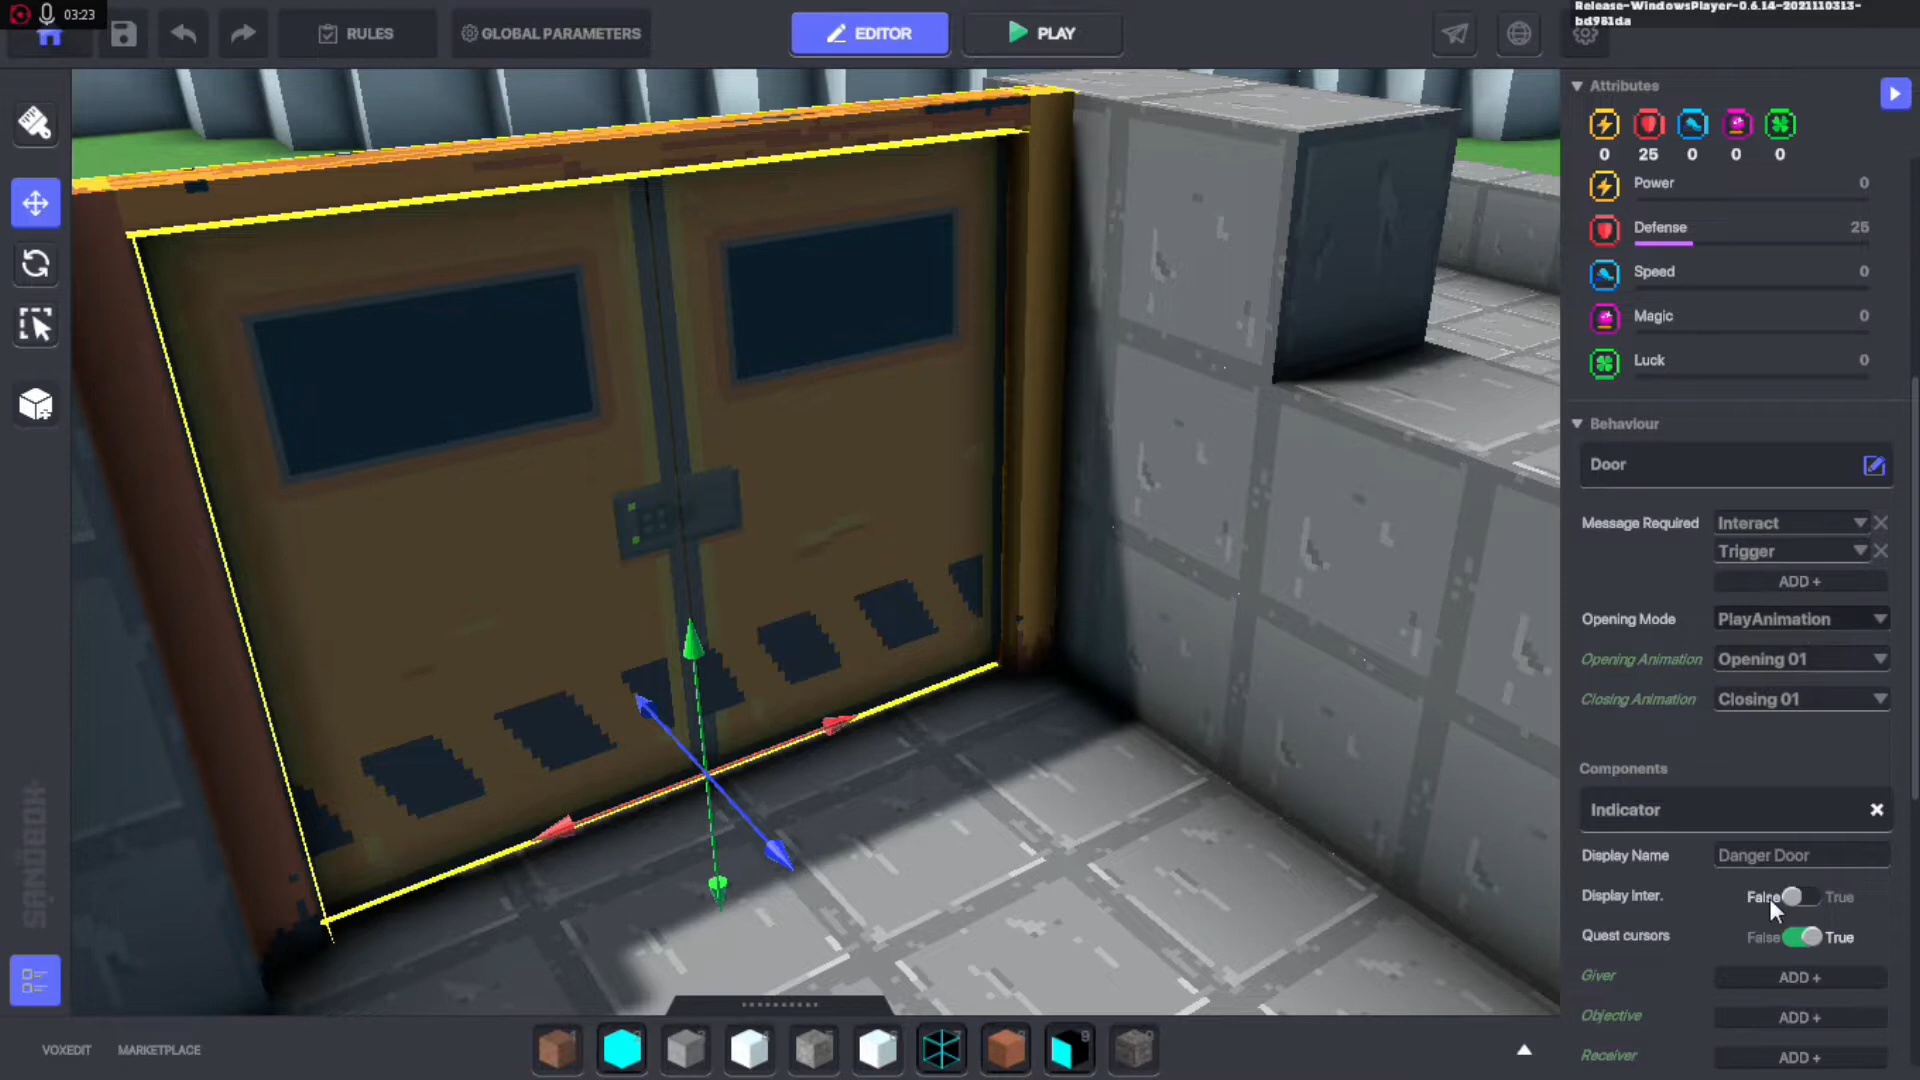 03:23
RULES
GLOBAL PARAMETERS
EDITOR
PLAY
Release-WindowsPlayer-0.6.14-2021110313-
bd981da
Attributes
0 25 0 0 0
Power 0
Defense 25
Speed 0
Magic 0
Luck 0
Behaviour
Door
Message Required Interact
Trigger
ADD +
Opening Mode PlayAnimation
Opening Animation Opening 01
Closing Animation Closing 01
Components
Indicator
Display Name Danger Door
Display Inter. False True
Quest cursors False True
Giver ADD +
Objective ADD +
Receiver ADD +
SANDBOX
VOXEDIT MARKETPLACE